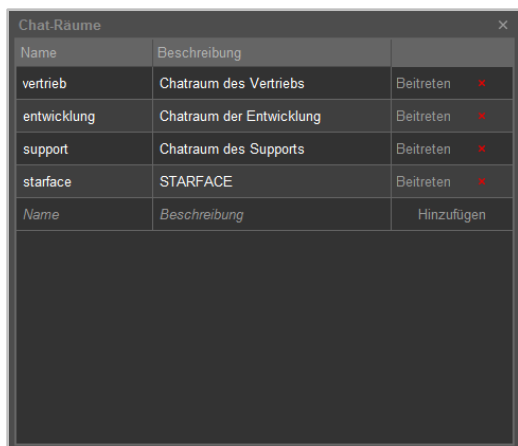 Chat-Räume ×
Name Beschreibung
vertrieb Chatraum des Vertriebs Beitreten ×
entwicklung Chatraum der Entwicklung Beitreten ×
support Chatraum des Supports Beitreten ×
starface STARFACE Beitreten ×
Name Beschreibung Hinzufügen